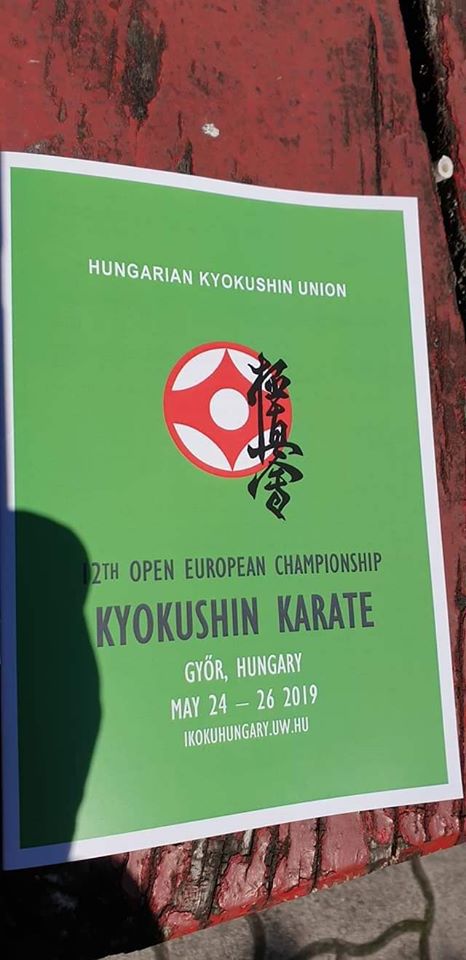 HUNGARIAN KYOKUSHIN UNION
極真會
12TH OPEN EUROPEAN CHAMPIONSHIP
KYOKUSHIN KARATE
GYŐR, HUNGARY
MAY 24 – 26 2019
IKOKUHUNGARY.UW.HU